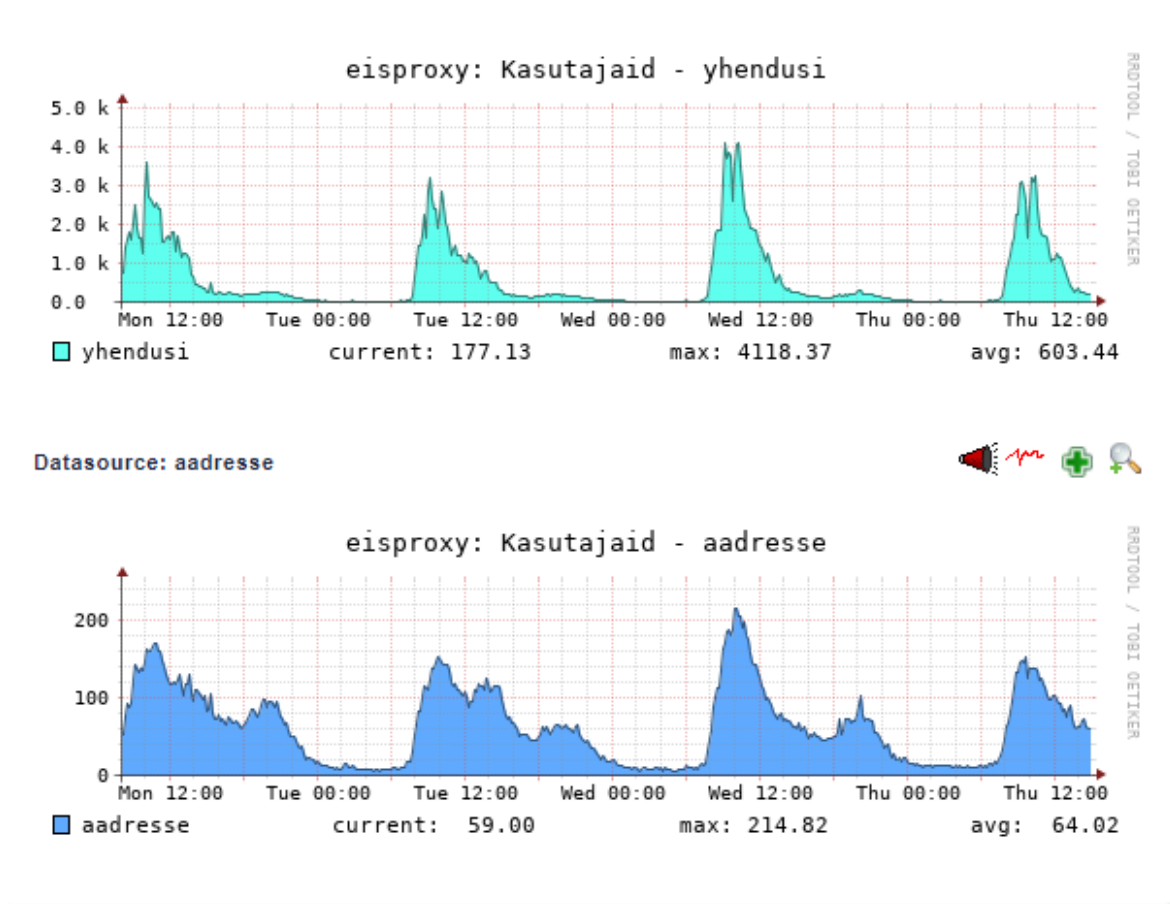 eisproxy: Kasutajaid - yhendusi
RRDTOOL / TOBI OETIKER
5.0 k
4.0 k
3.0 k
2.0 k
1.0 k
0.0
Mon 12:00 Tue 00:00 Tue 12:00 Wed 00:00 Wed 12:00 Thu 00:00 Thu 12:00
yhendusi current: 177.13 max: 4118.37 avg: 603.44
Datasource: aadresse
eisproxy: Kasutajaid - aadresse
RRDTOOL / TOBI OETIKER
200
100
0
Mon 12:00 Tue 00:00 Tue 12:00 Wed 00:00 Wed 12:00 Thu 00:00 Thu 12:00
aadresse current: 59.00 max: 214.82 avg: 64.02